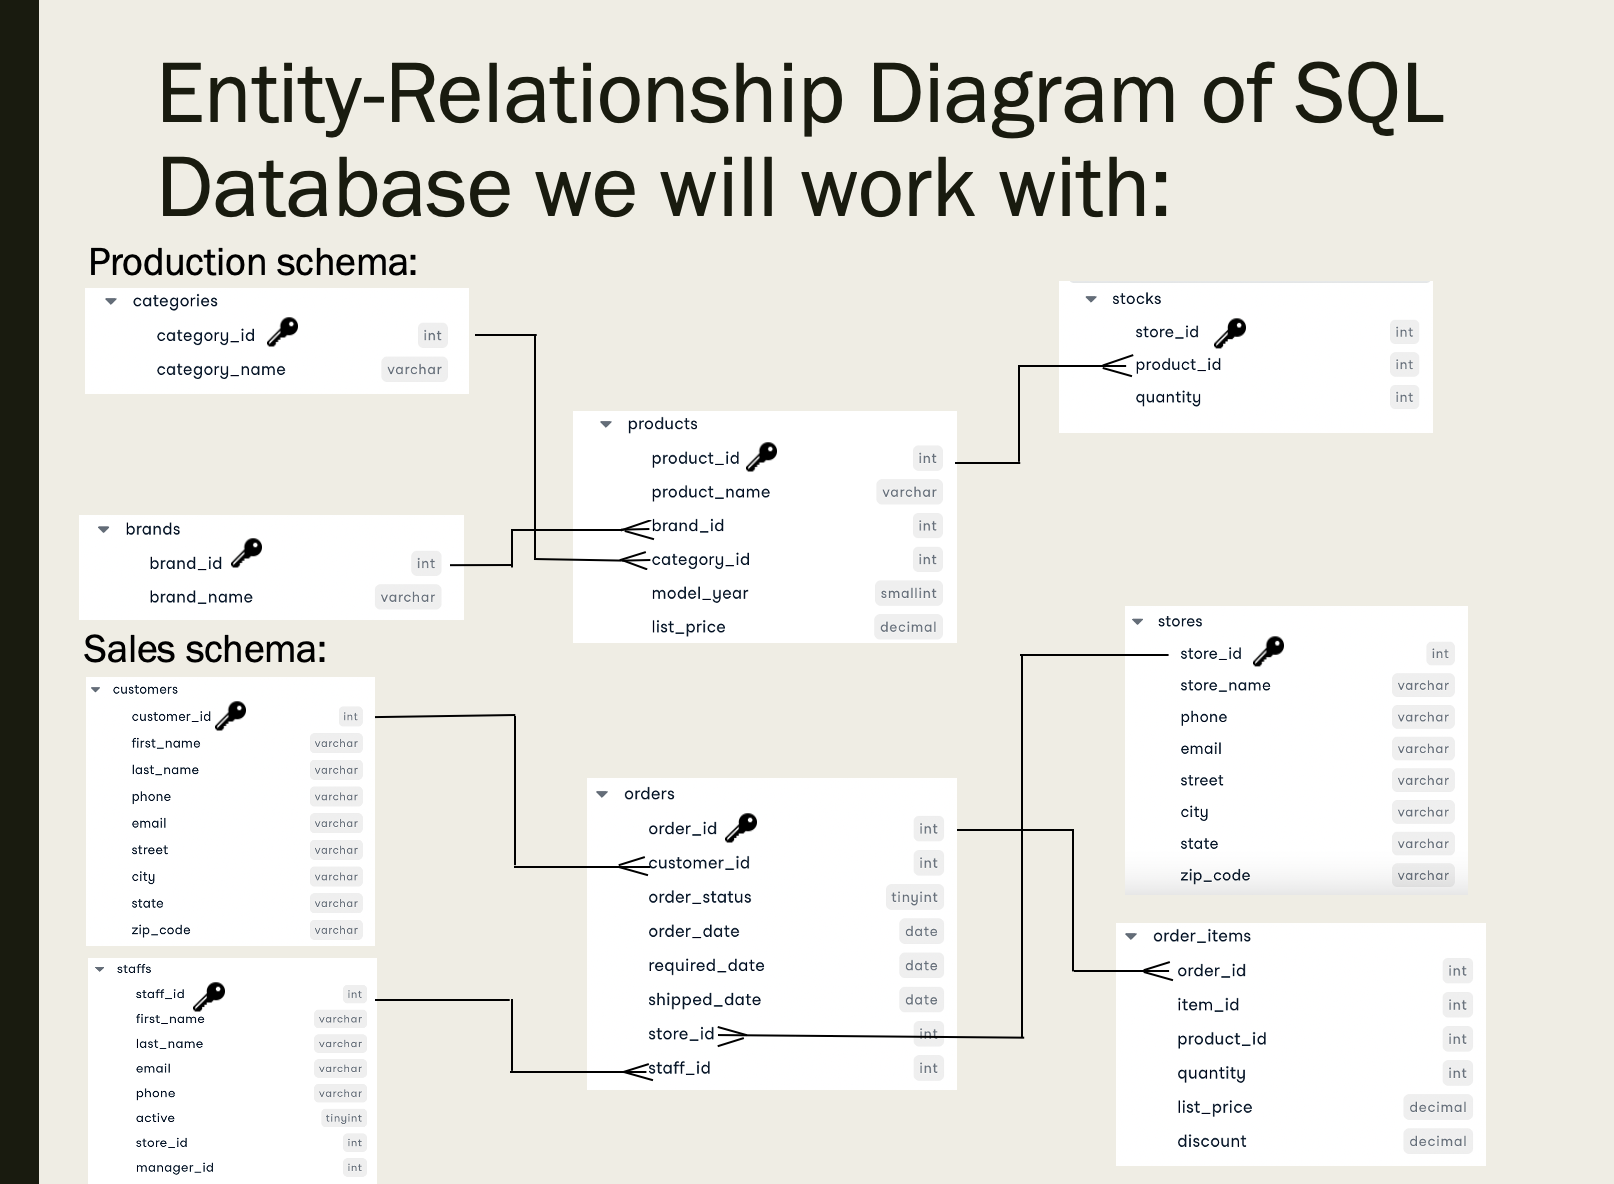 Entity-Relationship Diagram of SQL
Database we will work with:
Production schema:
categories
category_id int
category_name varchar
brands
brand_id int
brand_name varchar
products
product_id int
product_name varchar
brand_id int
category_id int
model_year smallint
list_price decimal
stocks
store_id int
product_id int
quantity int
Sales schema:
customers
customer_id int
first_name varchar
last_name varchar
phone varchar
email varchar
street varchar
city varchar
state varchar
zip_code varchar
staffs
staff_id int
first_name varchar
last_name varchar
email varchar
phone varchar
active tinyint
store_id int
manager_id int
orders
order_id int
customer_id int
order_status tinyint
order_date date
required_date date
shipped_date date
store_id int
staff_id int
stores
store_id int
store_name varchar
phone varchar
email varchar
street varchar
city varchar
state varchar
zip_code varchar
order_items
order_id int
item_id int
product_id int
quantity int
list_price decimal
discount decimal